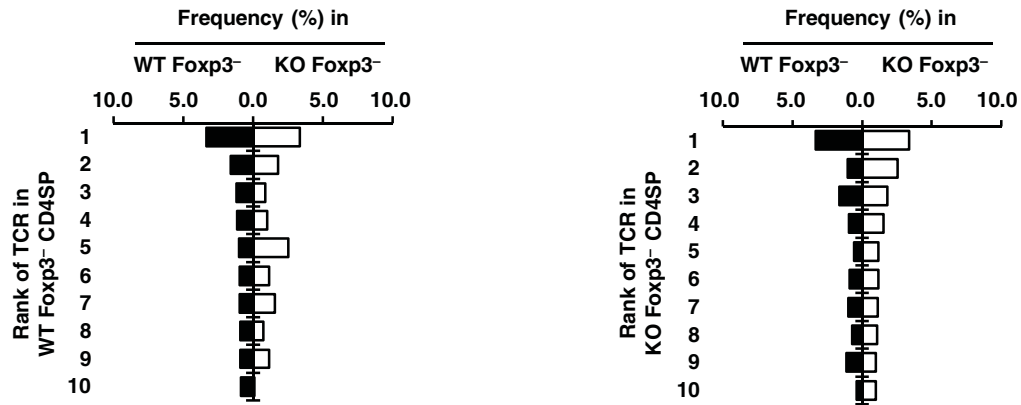 Frequency (%) in
WT Foxp3⁻ KO Foxp3⁻
10.0 5.0 0.0 5.0 10.0
Rank of TCR in
WT Foxp3⁻ CD4SP
1
2
3
4
5
6
7
8
9
10
Frequency (%) in
WT Foxp3⁻ KO Foxp3⁻
10.0 5.0 0.0 5.0 10.0
Rank of TCR in
KO Foxp3⁻ CD4SP
1
2
3
4
5
6
7
8
9
10